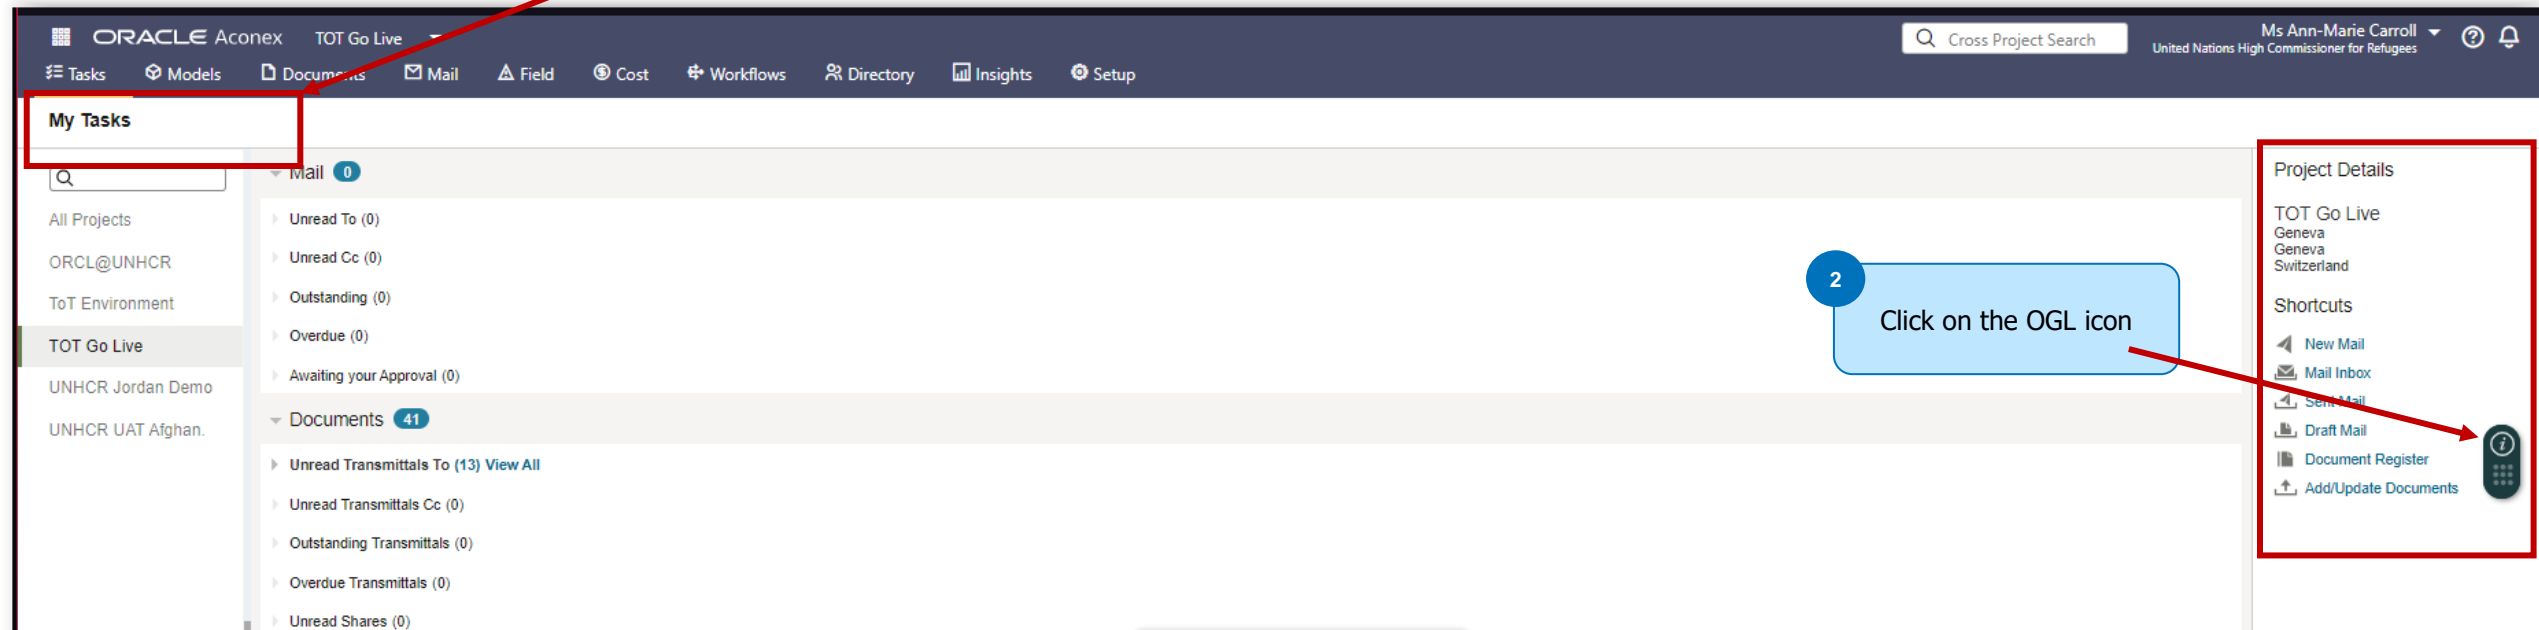 ORACLE Aconex TOT Go Live
Cross Project Search
Ms Ann-Marie Carroll
United Nations High Commissioner for Refugees
Tasks Models Documents Mail Field Cost Workflows Directory Insights Setup
My Tasks
All Projects
ORCL@UNHCR
ToT Environment
TOT Go Live
UNHCR Jordan Demo
UNHCR UAT Afghan.
Mail 0
Unread To (0)
Unread Cc (0)
Outstanding (0)
Overdue (0)
Awaiting your Approval (0)
Documents 41
Unread Transmittals To (13) View All
Unread Transmittals Cc (0)
Outstanding Transmittals (0)
Overdue Transmittals (0)
Unread Shares (0)
2
Click on the OGL icon
Project Details
TOT Go Live
Geneva
Geneva
Switzerland
Shortcuts
New Mail
Mail Inbox
Sent Mail
Draft Mail
Document Register
Add/Update Documents